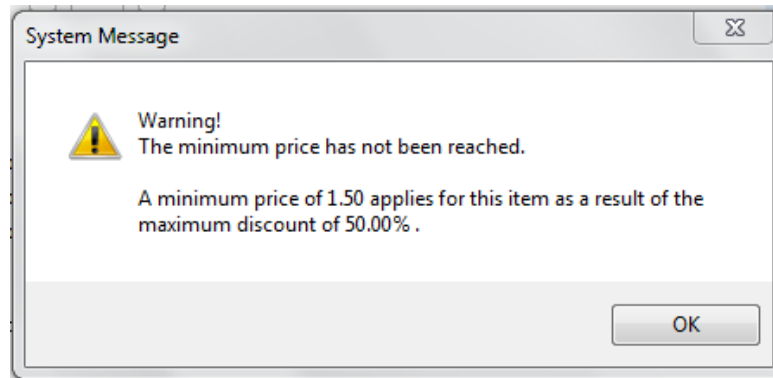 System Message
Warning!
The minimum price has not been reached.
A minimum price of 1.50 applies for this item as a result of the
maximum discount of 50.00% .
OK